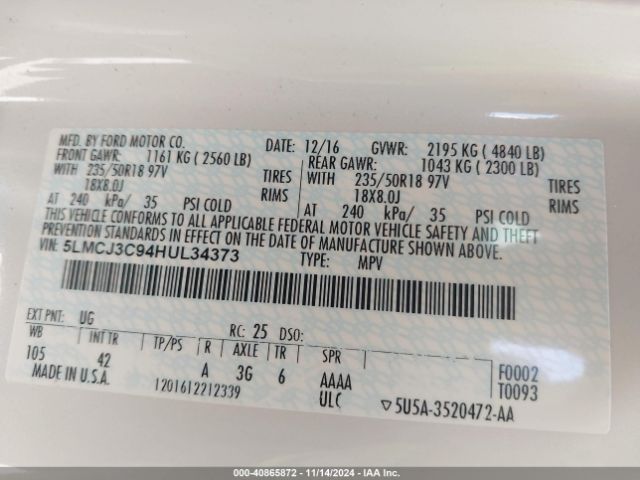 MFD. BY FORD MOTOR CO. DATE: 12/16 GVWR: 2195 KG ( 4840 LB)
FRONT GAWR: 1161 KG ( 2560 LB) REAR GAWR: 1043 KG ( 2300 LB)
WITH 235/50R18 97V TIRES WITH 235/50R18 97V TIRES
18X8.0J RIMS 18X8.0J RIMS
AT 240 kPa/ 35 PSI COLD AT 240 kPa/ 35 PSI COLD
THIS VEHICLE CONFORMS TO ALL APPLICABLE FEDERAL MOTOR VEHICLE SAFETY AND THEFT
PREVENTION STANDARDS IN EFFECT ON THE DATE OF MANUFACTURE SHOWN ABOVE.
VIN: 5LMCJ3C94HUL34373 TYPE: MPV
EXT PNT: UG RC: 25 DSO:
WB INT TR TP/PS R AXLE TR SPR
105 42 A 3G 6 AAAA F0002
MADE IN U.S.A. 1201612212339 ULC T0093
5U5A-3520472-AA
000-40865872 - 11/14/2024 - IAA Inc.